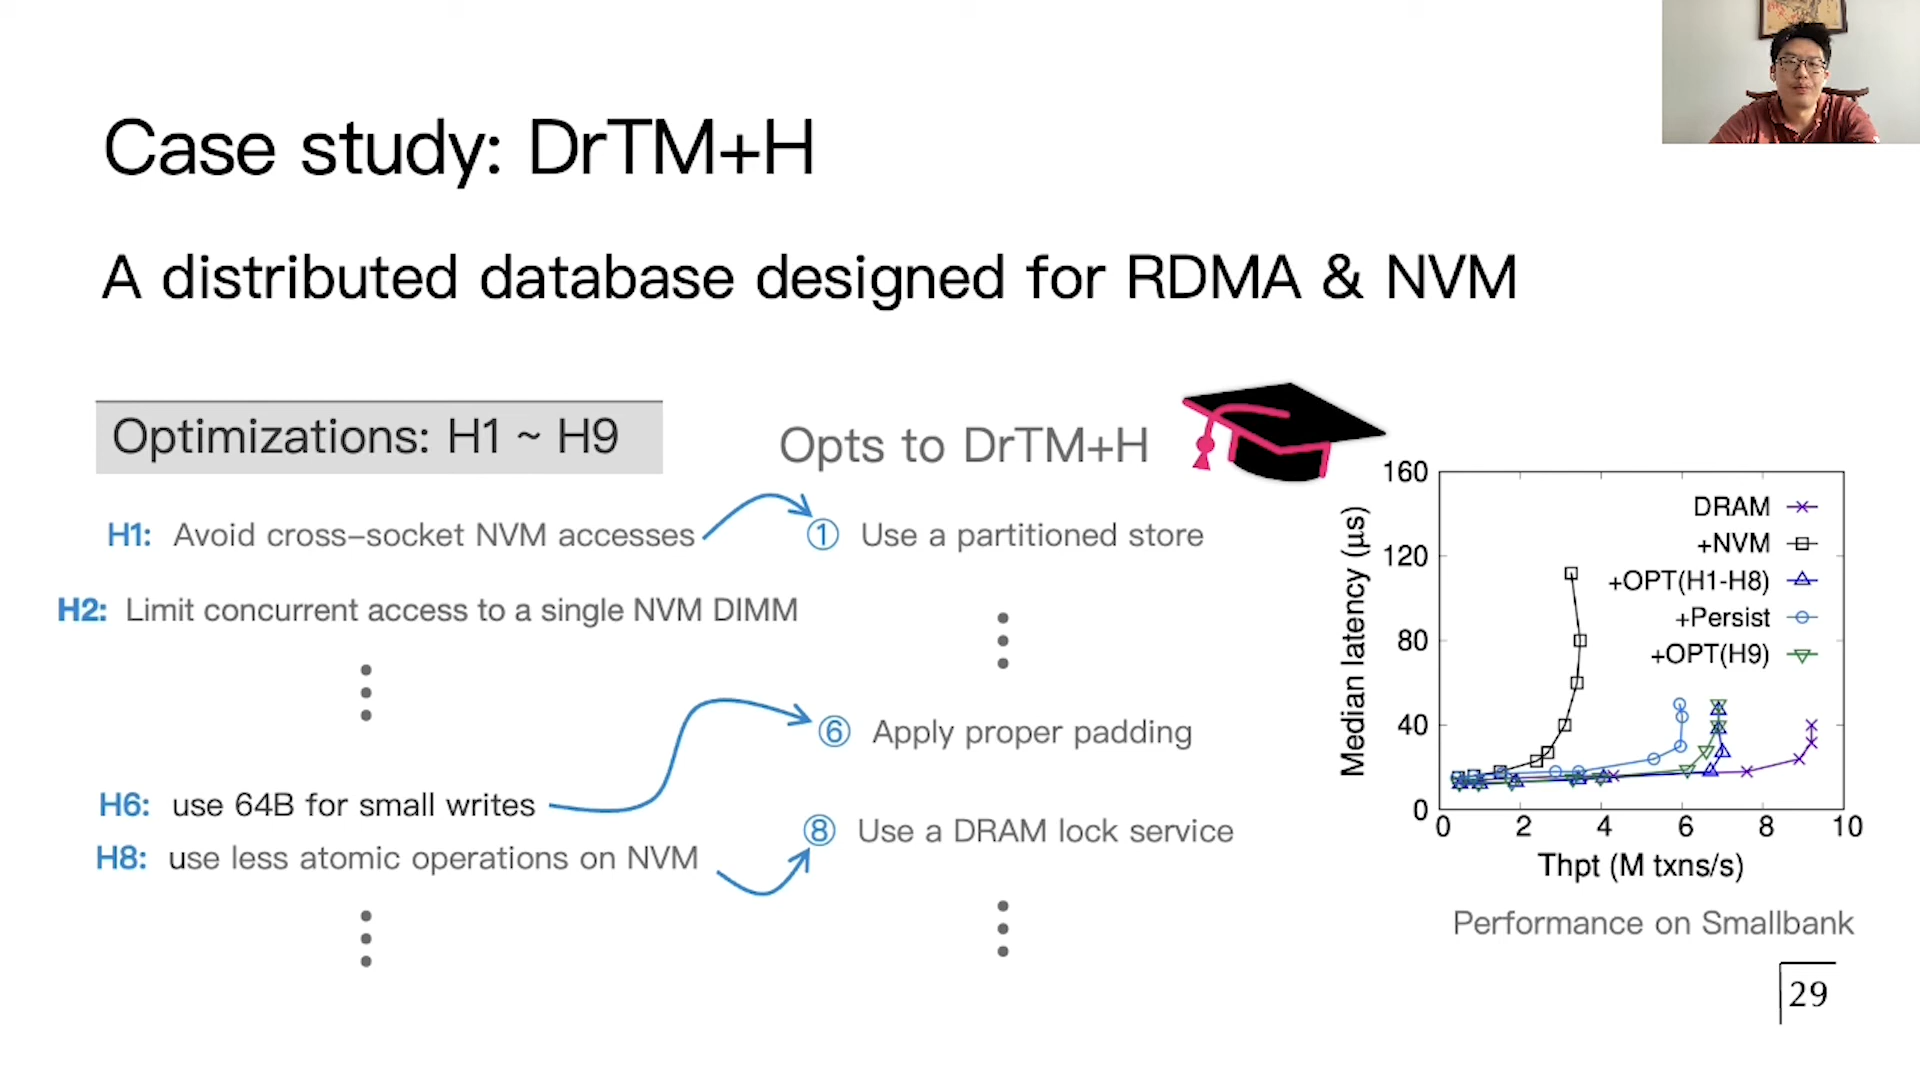 Case study: DrTM+H
A distributed database designed for RDMA & NVM
Optimizations: H1 ~ H9
H1: Avoid cross-socket NVM accesses
H2: Limit concurrent access to a single NVM DIMM
H6: use 64B for small writes
H8: use less atomic operations on NVM
Opts to DrTM+H
① Use a partitioned store
⑥ Apply proper padding
⑧ Use a DRAM lock service
Median latency (μs)
160
120
80
40
0
DRAM
+NVM
+OPT(H1-H8)
+Persist
+OPT(H9)
0 2 4 6 8 10
Thpt (M txns/s)
Performance on Smallbank
29